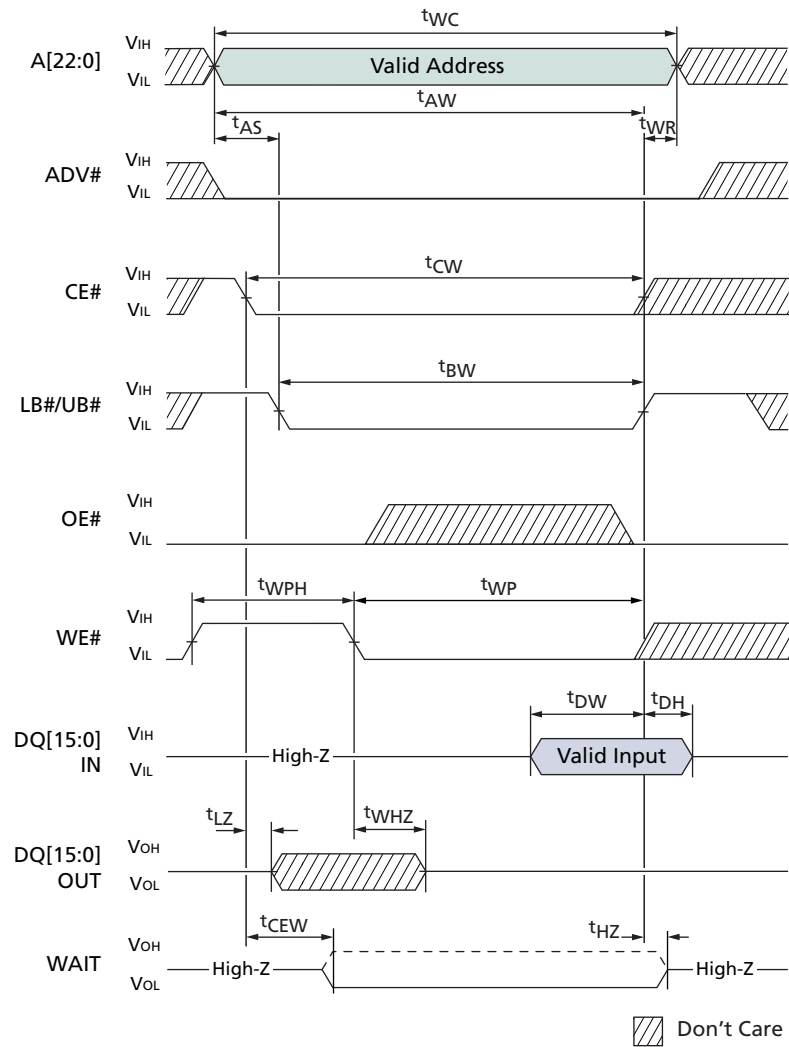 tWC
A[22:0] VIH VIL Valid Address
tAW
tAS tWR
ADV# VIH VIL
CE# VIH VIL tCW
LB#/UB# VIH VIL tBW
OE# VIH VIL
tWPH tWP
WE# VIH VIL
tDW tDH
DQ[15:0] IN VIH VIL High-Z Valid Input
tLZ tWHZ
DQ[15:0] OUT VOH VOL
tCEW tHZ
WAIT VOH VOL High-Z High-Z
Don't Care